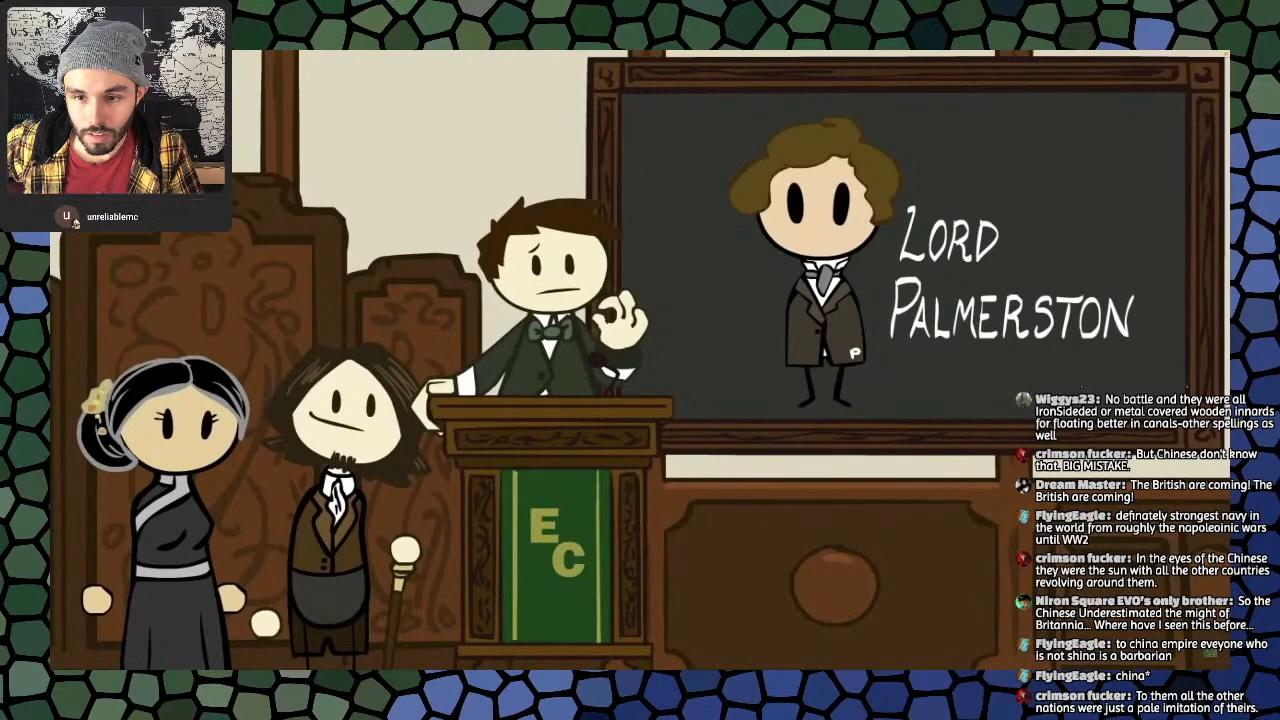 USA
U
unreliablemc
LORD
PALMERSTON
P
E
C
Wiggys23: No battle and they were all
IronSideded or metal covered wooden innards
for floating better in canals-other spellings as
well
crimson fucker: But Chinese don't know
that. BIG MISTAKE.
Dream Master: The British are coming! The
British are coming!
FlyingEagle: definately strongest navy in
the world from roughly the napoleoinic wars
until WW2
crimson fucker: In the eyes of the Chinese
they were the sun with all the other countries
revolving around them.
Niron Square EVO's only brother: So the
Chinese Underestimated the might of
Britannia... Where have I seen this before...
FlyingEagle: to china empire eveyone who
is not shina is a barbarian
FlyingEagle: china*
crimson fucker: To them all the other
nations were just a pale imitation of theirs.